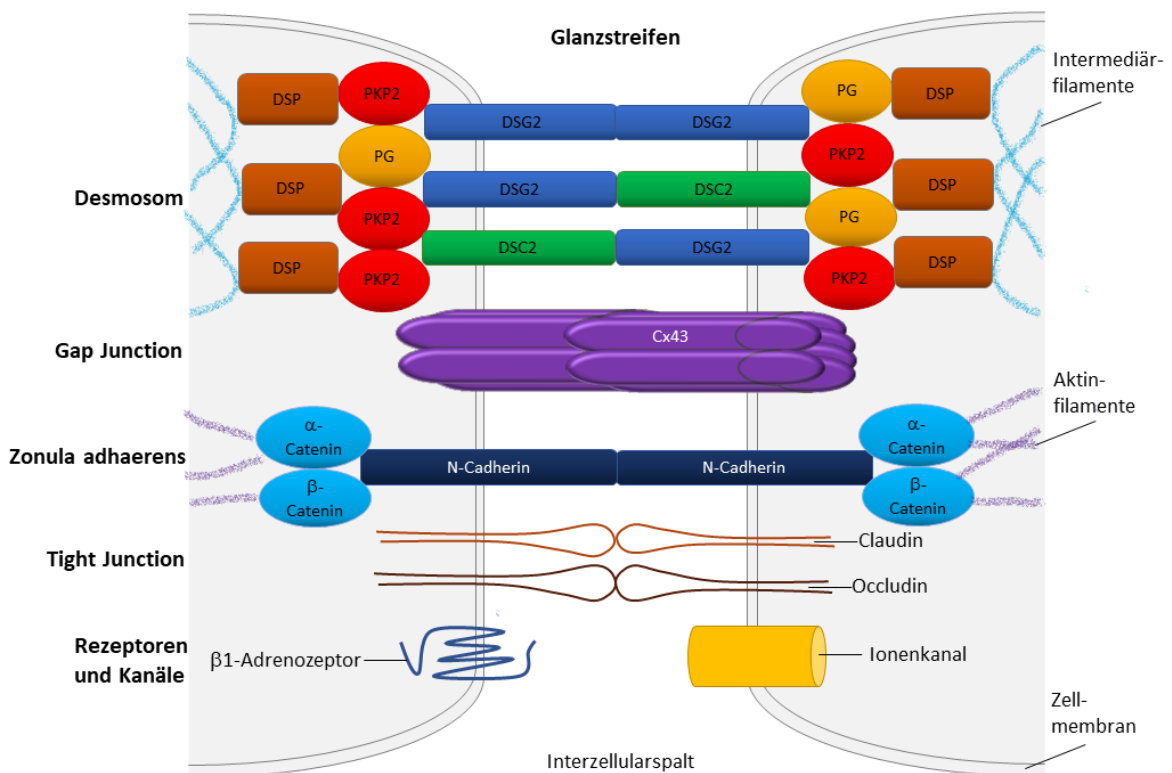 Glanzstreifen
Intermediär-
filamente
DSP
PKP2
DSG2
DSG2
PG
DSP
PG
PKP2
Desmosom
DSP
DSG2
DSC2
DSP
PKP2
PG
DSP
PKP2
DSC2
DSG2
PKP2
DSP
Gap Junction
Cx43
Aktin-
filamente
Zonula adhaerens
α-
Catenin
β-
Catenin
N-Cadherin
N-Cadherin
α-
Catenin
β-
Catenin
Tight Junction
Claudin
Occludin
Rezeptoren
und Kanäle
β1-Adrenozeptor
Ionenkanal
Zell-
membran
Interzellularspalt